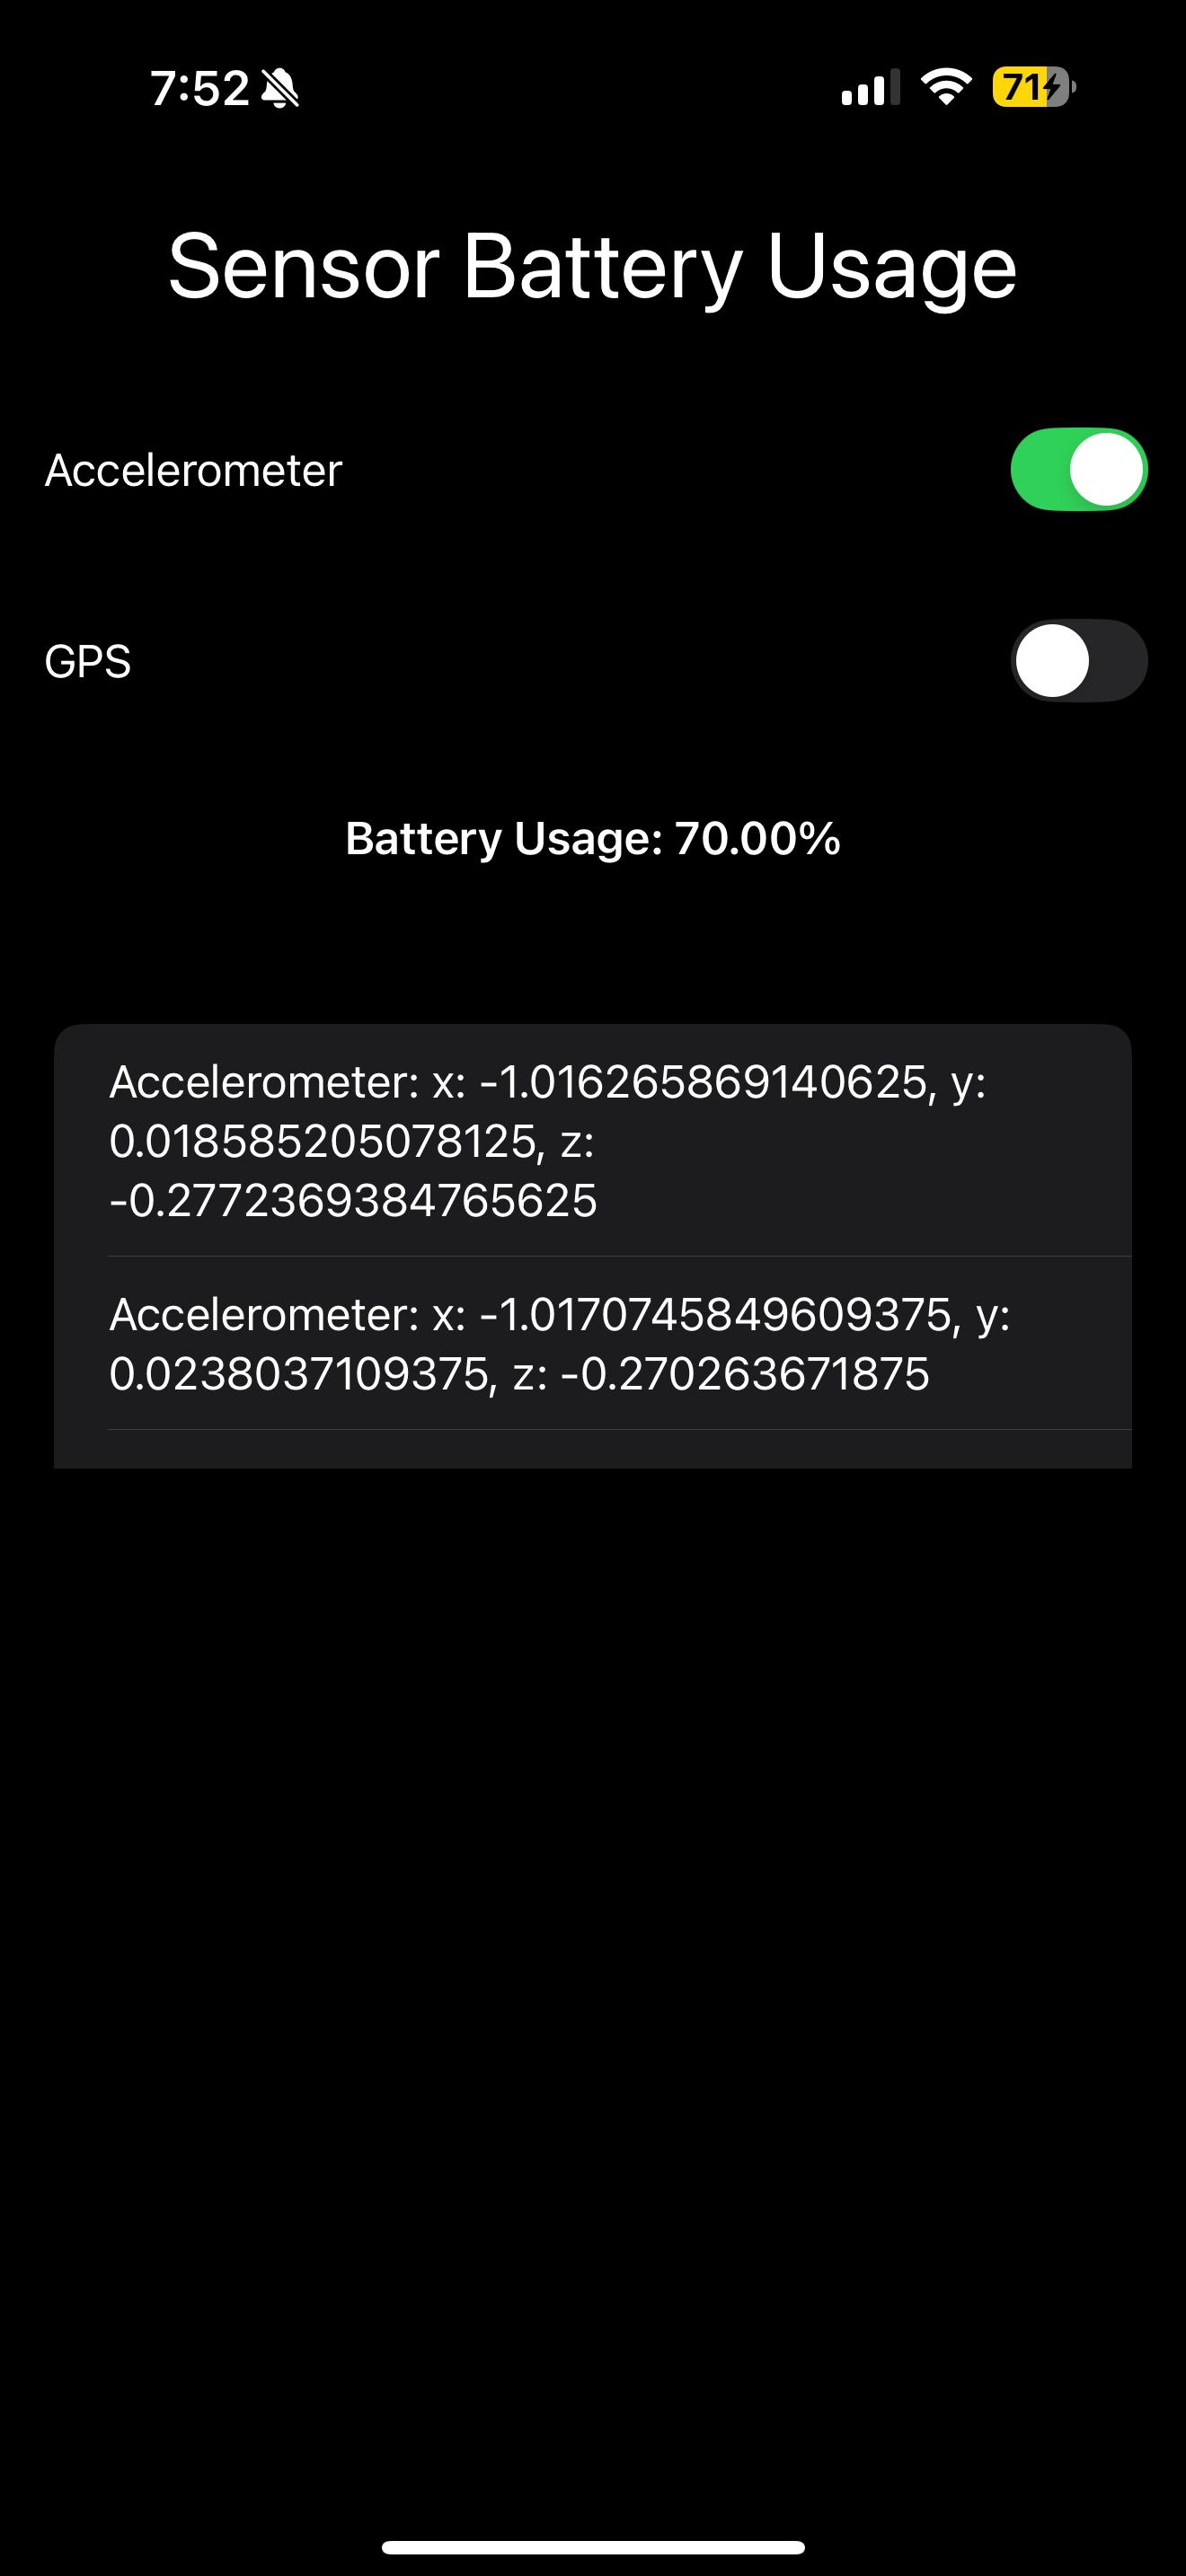 7:52
71
Sensor Battery Usage
Accelerometer
GPS
Battery Usage: 70.00%
Accelerometer: x: -1.016265869140625, y:
0.018585205078125, z:
-0.2772369384765625
Accelerometer: x: -1.0170745849609375, y:
0.0238037109375, z: -0.270263671875